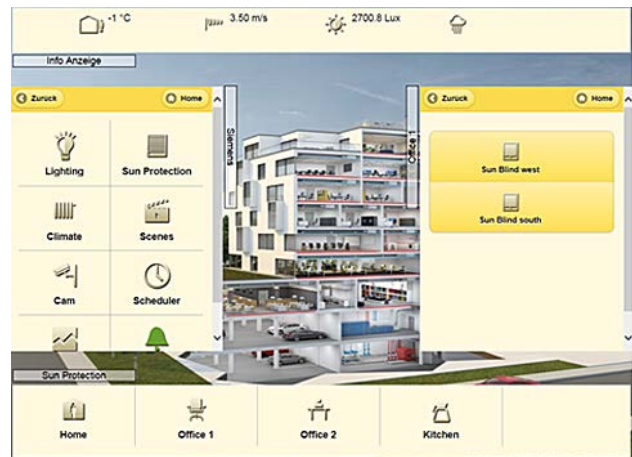 -1 °C
3.50 m/s
2700.8 Lux
Info Anzeige
Zurück
Home
Siemens
Office 1
Zurück
Home
Lighting
Sun Protection
Climate
Scenes
Cam
Scheduler
Sun Blind west
Sun Blind south
Sun Protection
Home
Office 1
Office 2
Kitchen